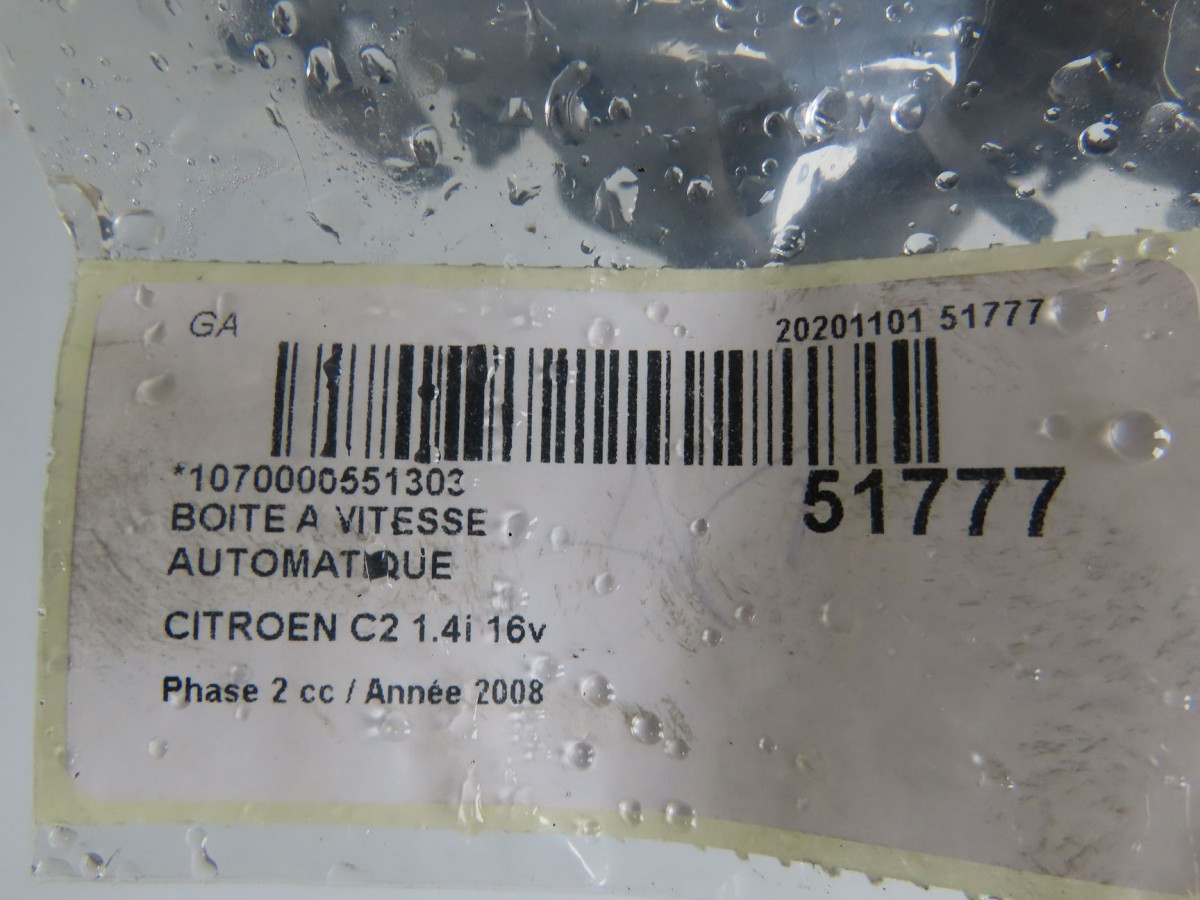 GA
20201101 51777
*1070000551303
51777
BOITE A VITESSE
AUTOMATIQUE
CITROEN C2 1.4i 16v
Phase 2 cc / Année 2008